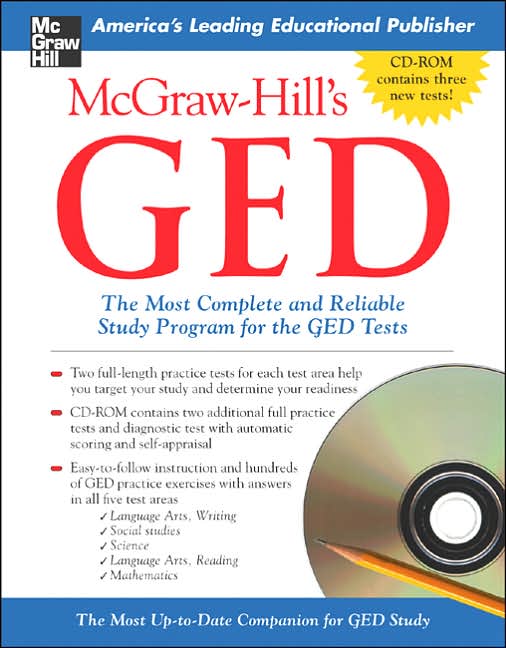 Mc
Graw
Hill
America's Leading Educational Publisher
CD-ROM
contains three
new tests!
McGraw-Hill's
GED
The Most Complete and Reliable
Study Program for the GED Tests
Two full-length practice tests for each test area help
you target your study and determine your readiness
CD-ROM contains two additional full practice
tests and diagnostic test with automatic
scoring and self-appraisal
Easy-to-follow instruction and hundreds
of GED practice exercises with answers
in all five test areas
✓ Language Arts, Writing
✓ Social studies
✓ Science
✓ Language Arts, Reading
✓ Mathematics
The Most Up-to-Date Companion for GED Study